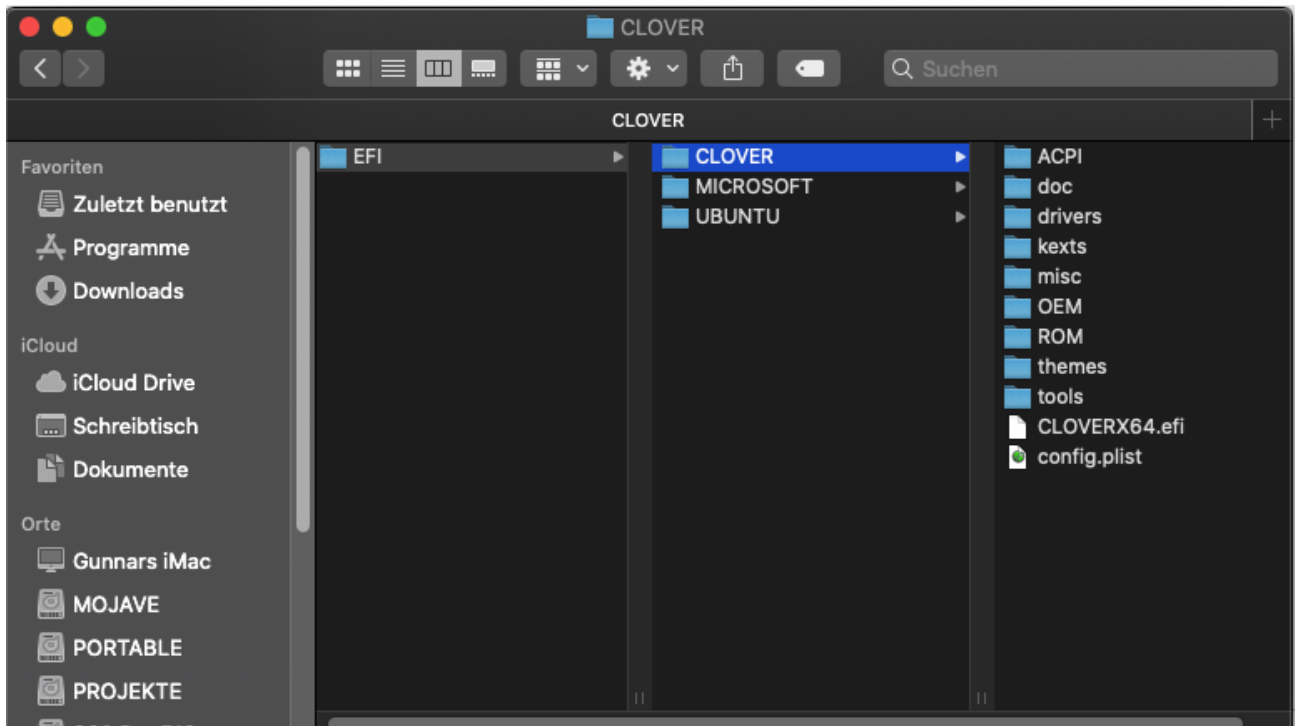 CLOVER
Suchen
CLOVER
Favoriten
Zuletzt benutzt
Programme
Downloads
iCloud
iCloud Drive
Schreibtisch
Dokumente
Orte
Gunnars iMac
MOJAVE
PORTABLE
PROJEKTE
EFI
CLOVER
MICROSOFT
UBUNTU
ACPI
doc
drivers
kexts
misc
OEM
ROM
themes
tools
CLOVERX64.efi
config.plist